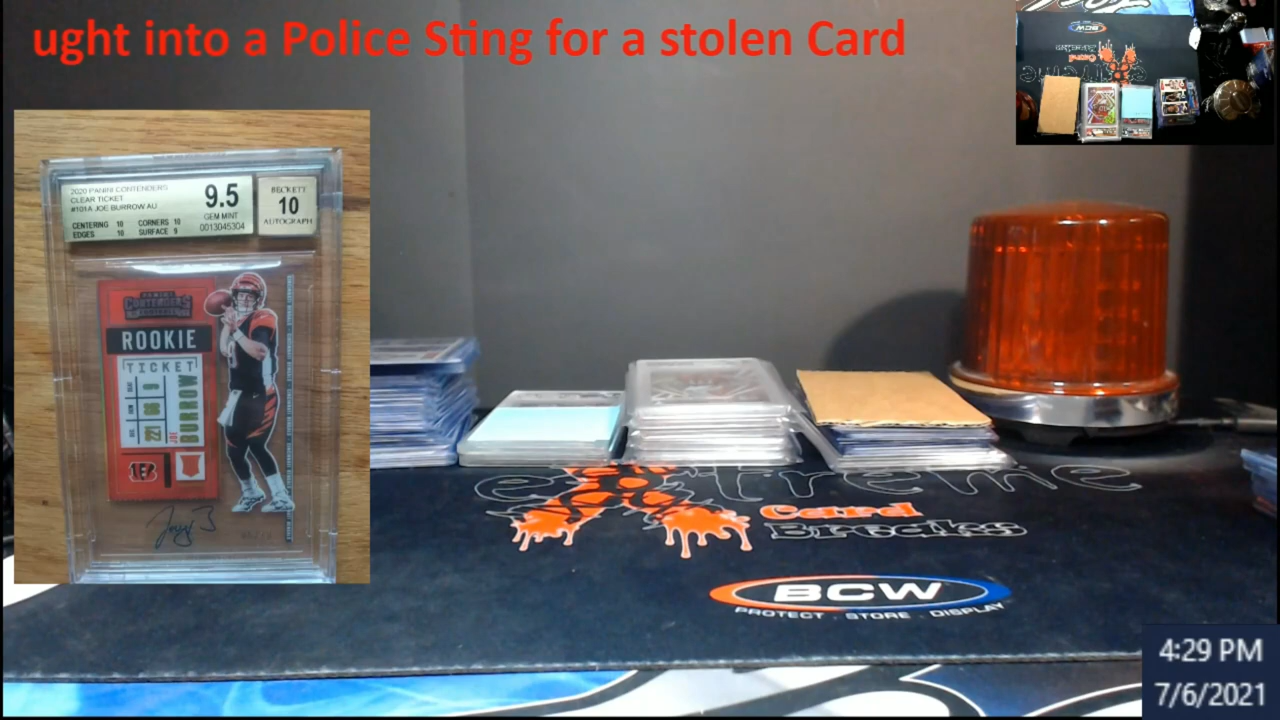 ught into a Police Sting for a stolen Card
2020 PANINI CONTENDERS
CLEAR TICKET
#101A JOE BURROW AU
CENTERING 10 CORNERS 10
EDGES 10 SURFACE 9
9.5
GEM MINT
0013045304
BECKETT
10
AUTOGRAPH
PANINI
CONTENDERS
ROOKIE
TICKET
JOE
BURROW
extreme
Card
Breaks
BCW
PROTECT · STORE · DISPLAY
4:29 PM
7/6/2021